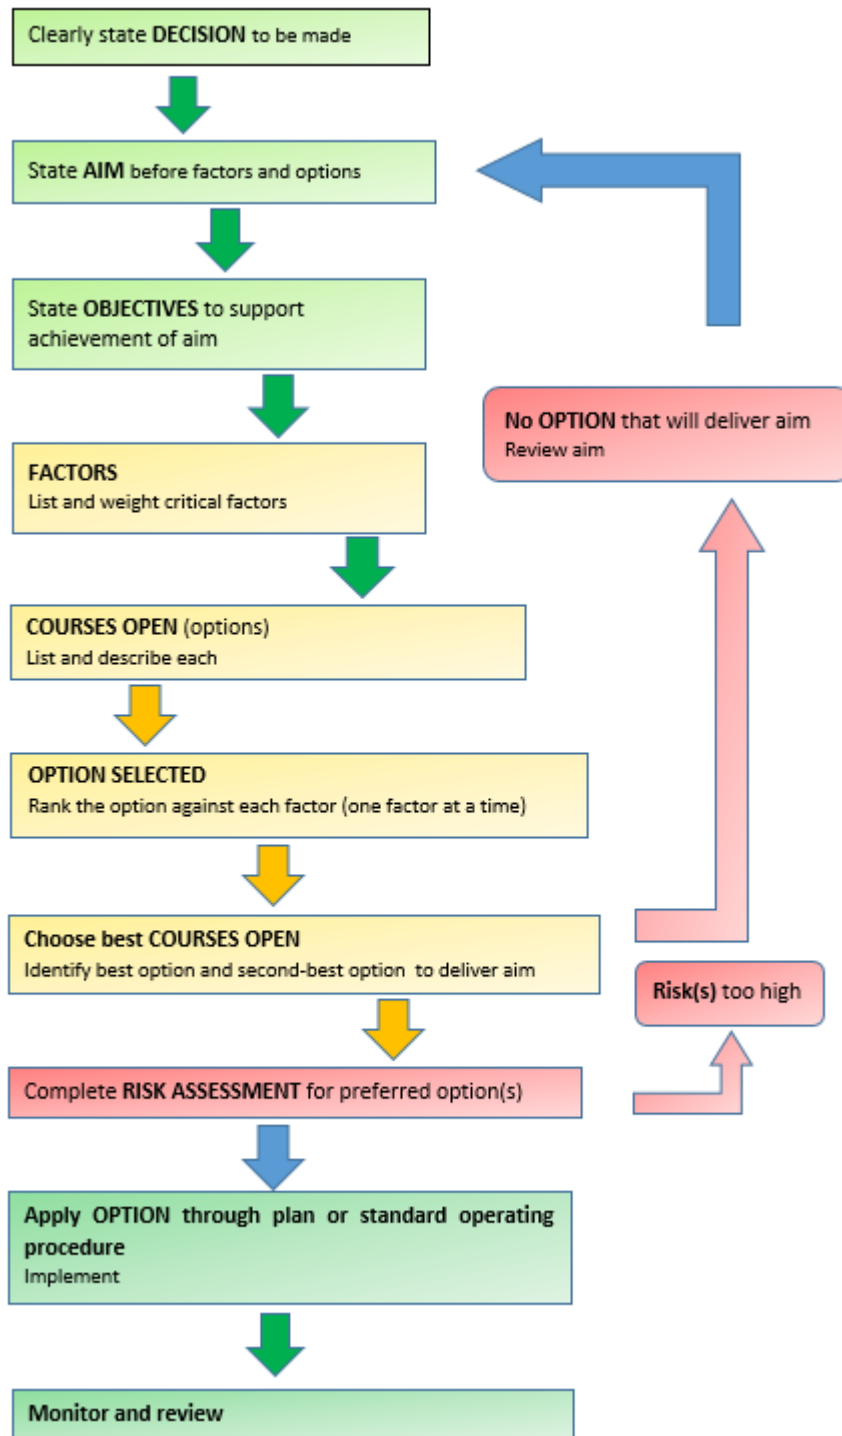 Clearly state DECISION to be made
State AIM before factors and options
State OBJECTIVES to support
achievement of aim
No OPTION that will deliver aim
Review aim
FACTORS
List and weight critical factors
COURSES OPEN (options)
List and describe each
OPTION SELECTED
Rank the option against each factor (one factor at a time)
Choose best COURSES OPEN
Identify best option and second-best option to deliver aim
Risk(s) too high
Complete RISK ASSESSMENT for preferred option(s)
Apply OPTION through plan or standard operating
procedure
Implement
Monitor and review